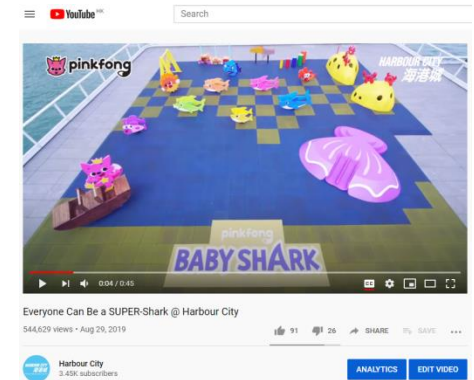 YouTube HK
Search
pinkfong
HARBOUR CITY
海港城
pinkfong
BABY SHARK
0:04 / 0:45
Everyone Can Be a SUPER-Shark @ Harbour City
544,629 views • Aug 29, 2019
91
26
SHARE
SAVE
Harbour City
3.45K subscribers
ANALYTICS
EDIT VIDEO